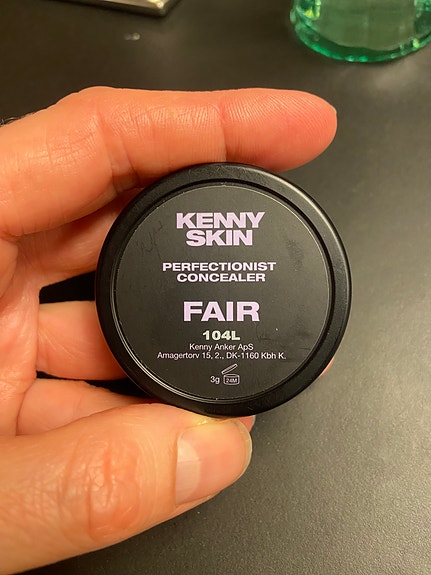 KENNY
SKIN
PERFECTIONIST
CONCEALER
FAIR
104L
Kenny Anker ApS
Amagertorv 15, 2., DK-1160 Kbh K.
3g 24M